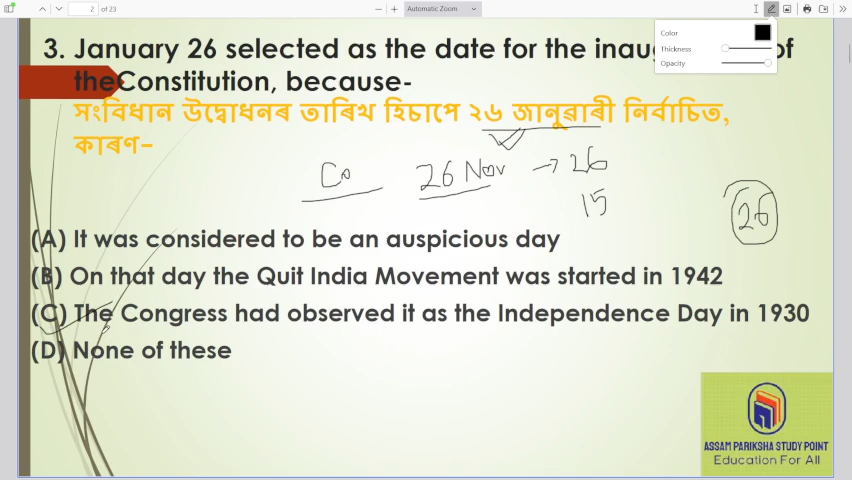 2 of 23
Automatic Zoom
Color
Thickness
Opacity
3. January 26 selected as the date for the inaug of
theConstitution, because-
সংবিধান উদ্বোধনৰ তাৰিখ হিচাপে ২৬ জানুৱাৰী নিৰ্বাচিত,
কাৰণ-
Co 26 Nov → 26
15
26
(A) It was considered to be an auspicious day
(B) On that day the Quit India Movement was started in 1942
(C) The Congress had observed it as the Independence Day in 1930
(D) None of these
ASSAM PARIKSHA STUDY POINT
Education For All